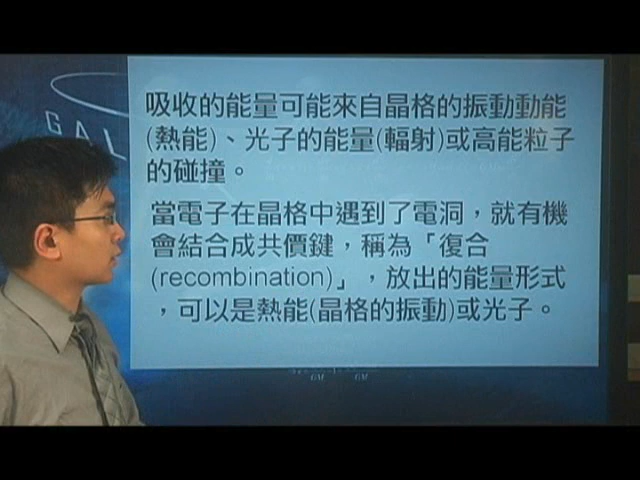 GAL
吸收的能量可能來自晶格的振動動能
(熱能)、光子的能量(輻射)或高能粒子
的碰撞。
當電子在晶格中遇到了電洞，就有機
會結合成共價鍵，稱為「復合
(recombination)」，放出的能量形式
，可以是熱能(晶格的振動)或光子。